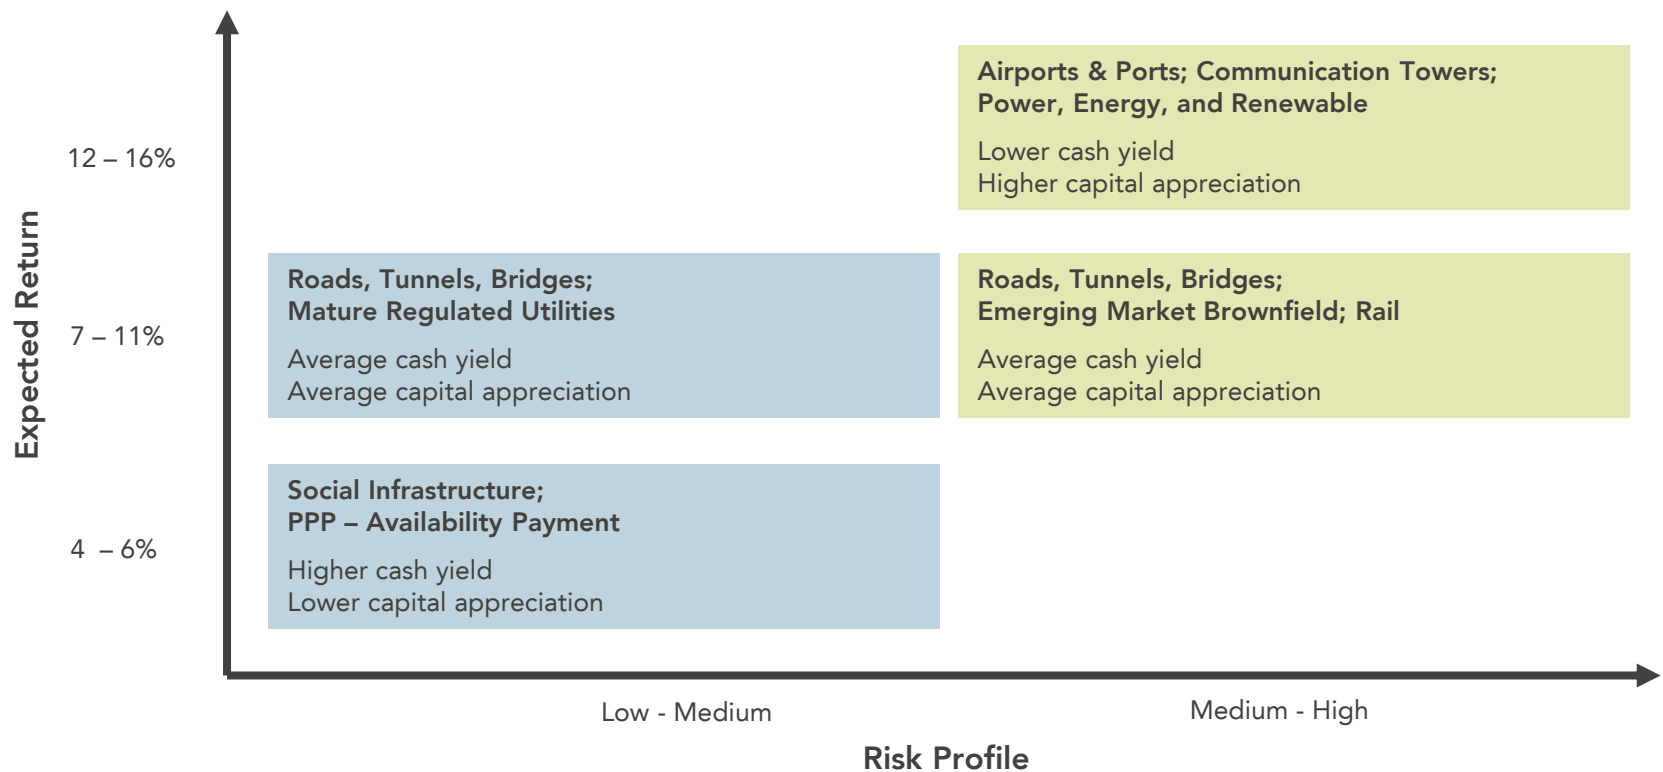 Airports & Ports; Communication Towers;
Power, Energy, and Renewable
Lower cash yield
Higher capital appreciation
12 – 16%
Expected Return
7 – 11%
Roads, Tunnels, Bridges;
Mature Regulated Utilities
Average cash yield
Average capital appreciation
Roads, Tunnels, Bridges;
Emerging Market Brownfield; Rail
Average cash yield
Average capital appreciation
4 – 6%
Social Infrastructure;
PPP – Availability Payment
Higher cash yield
Lower capital appreciation
Low - Medium
Medium - High
Risk Profile